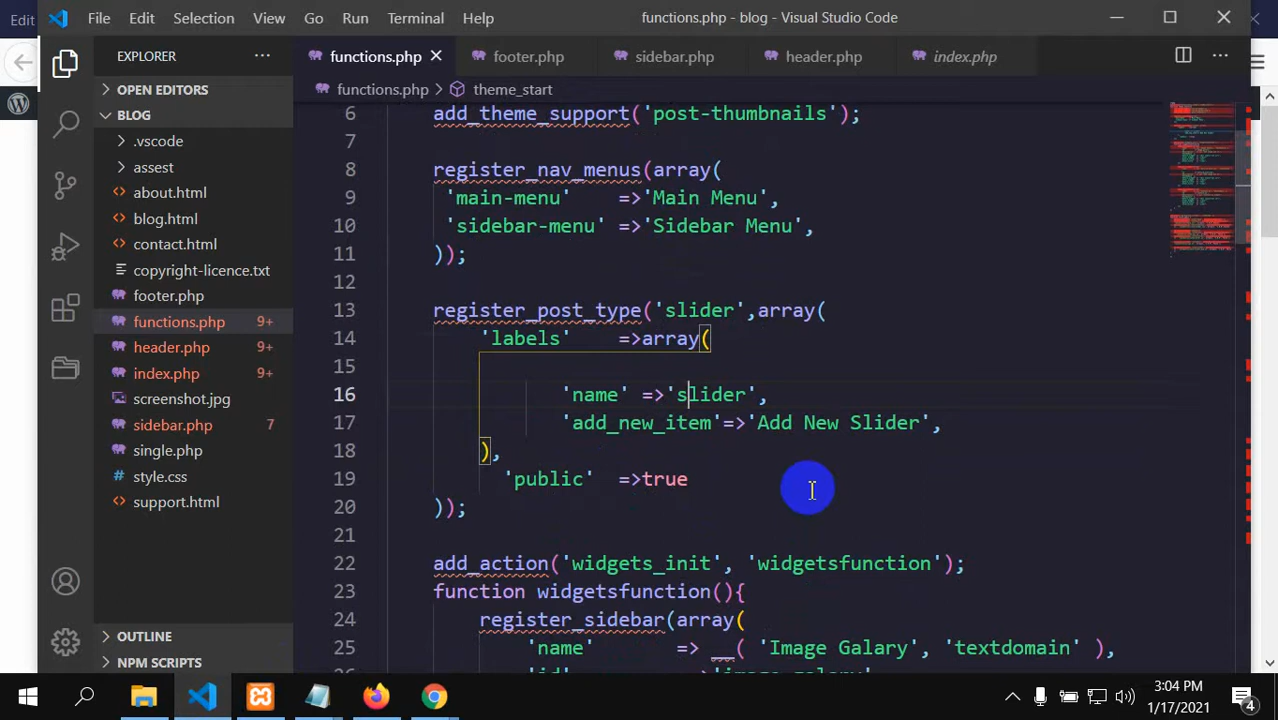 Edit
File Edit Selection View Go Run Terminal Help functions.php - blog - Visual Studio Code
EXPLORER
functions.php footer.php sidebar.php header.php index.php
OPEN EDITORS
functions.php > theme_start
BLOG
.vscode
assest
about.html
blog.html
contact.html
copyright-licence.txt
footer.php
functions.php 9+
header.php 9+
index.php 9+
screenshot.jpg
sidebar.php 7
single.php
style.css
support.html
OUTLINE
NPM SCRIPTS
6 add_theme_support('post-thumbnails');
7
8 register_nav_menus(array(
9 'main-menu' =>'Main Menu',
10 'sidebar-menu' =>'Sidebar Menu',
11 ));
12
13 register_post_type('slider',array(
14 'labels' =>array(
15
16 'name' =>'slider',
17 'add_new_item'=>'Add New Slider',
18 ),
19 'public' =>true
20 ));
21
22 add_action('widgets_init', 'widgetsfunction');
23 function widgetsfunction(){
24 register_sidebar(array(
25 'name' => __( 'Image Galary', 'textdomain' ),
3:04 PM
1/17/2021
4